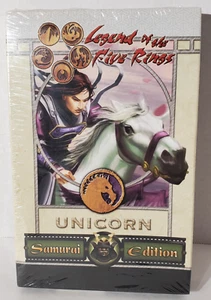 Legend of the
Five Rings
UNICORN
Samurai Edition